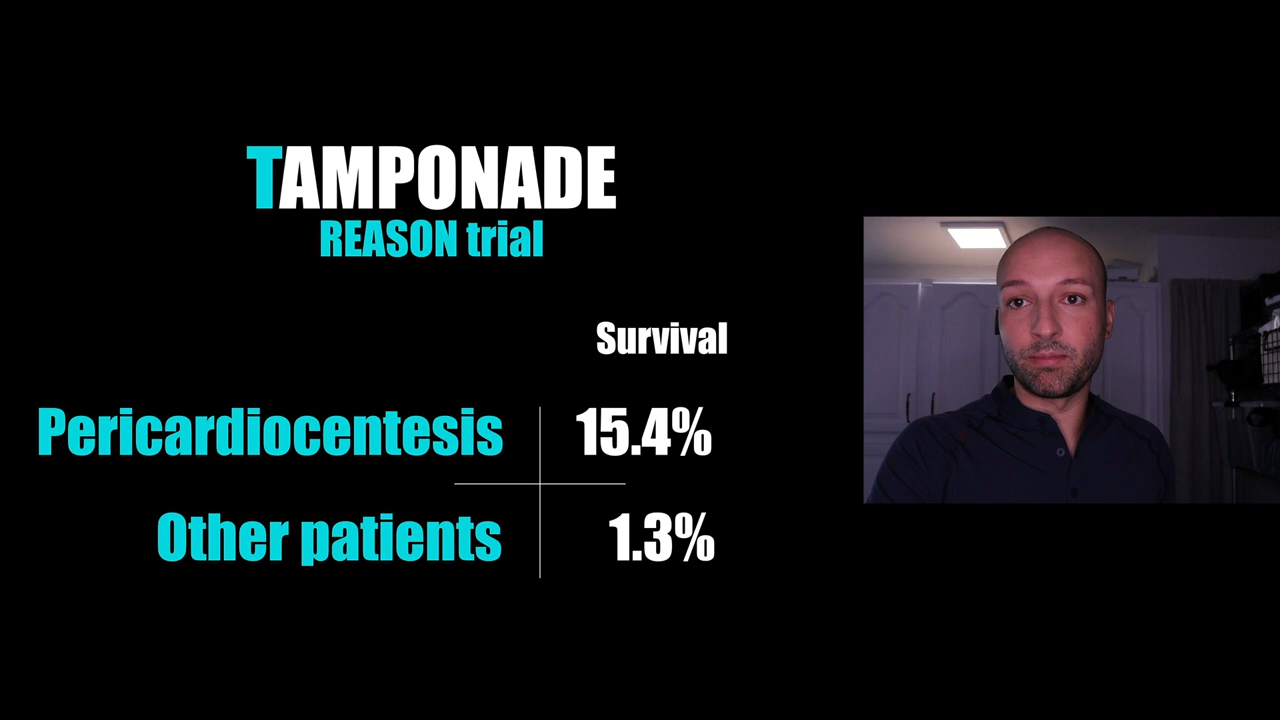 TAMPONADE
REASON trial
Survival
Pericardiocentesis 15.4%
Other patients 1.3%